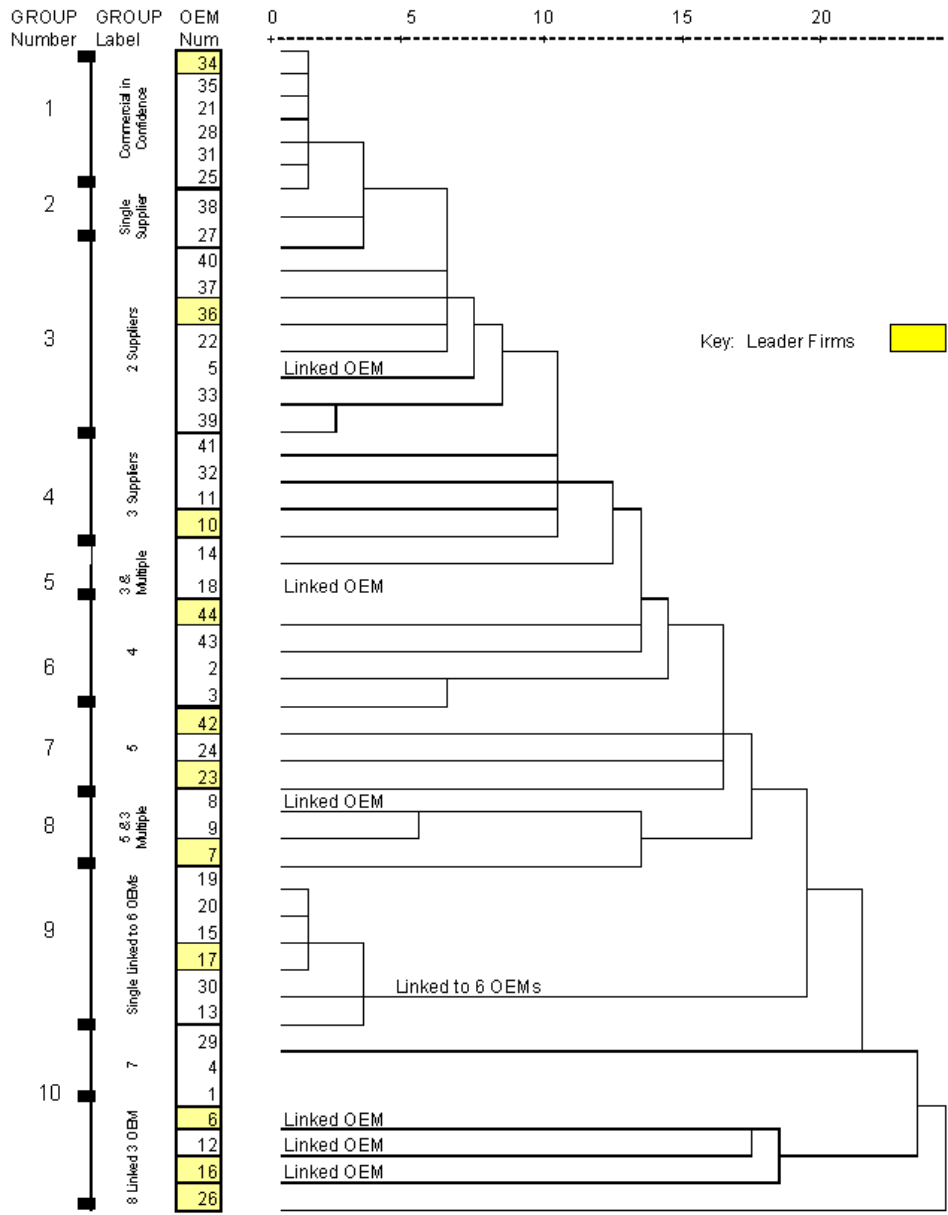 GROUP GROUP OEM 0 5 10 15 20
Number Label Num
34
1 Commercial in Confidence 35
21
28
31
25
2 Single Supplier 38
27
40
37
3 2 Suppliers 36
22
Key: Leader Firms
5 Linked OEM
33
39
41
4 3 Suppliers 32
11
10
14
5 3 & Multiple 18 Linked OEM
44
43
6 4 2
3
42
7 5 24
23
8 Linked OEM
8 5 & 3 Multiple 9
7
19
20
9 Single Linked to 6 OEMs 15
17
30 Linked to 6 OEMs
13
29
7 4
10 1
6 Linked OEM
8 Linked 3 OEM 12 Linked OEM
16 Linked OEM
26